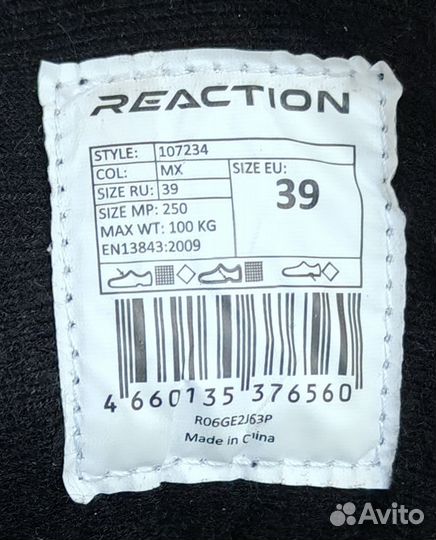 REACTION
STYLE: 107234
COL: MX
SIZE RU: 39
SIZE MP: 250
MAX WT: 100 KG
EN13843:2009
SIZE EU:
39
4 660135 376560
R06GE2J63P
Made in China
Avito